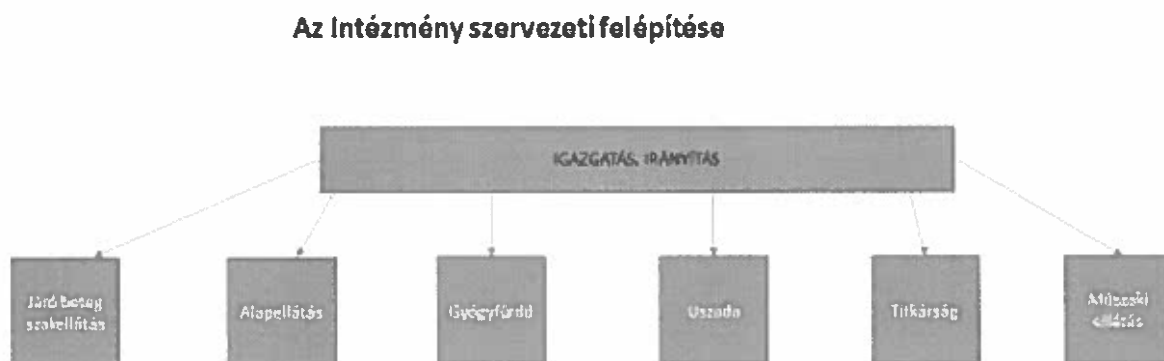 Az Intézmény szervezeti felépítése
IGAZGATÁS, IRÁNYÍTÁS
Járó beteg
szakellátás
Alapellátás
Gyógyfürdő
Uszoda
Titkárság
Műszaki
ellátás